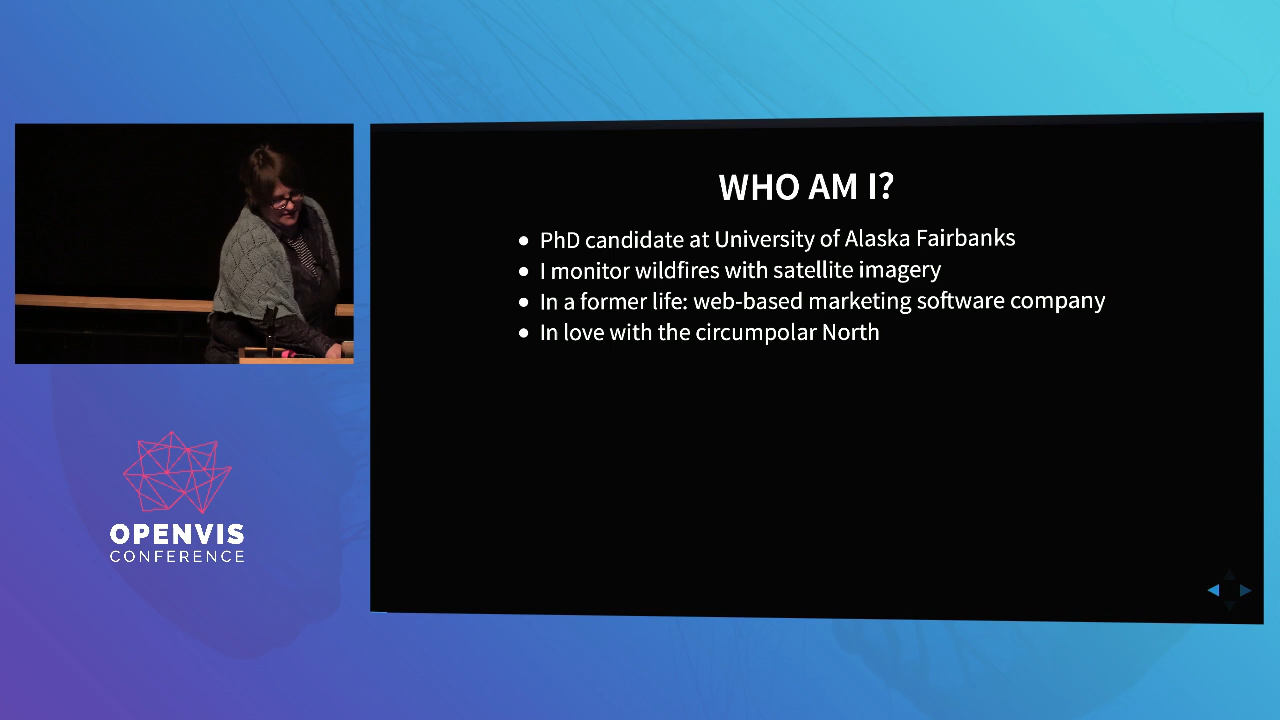 WHO AM I?
PhD candidate at University of Alaska Fairbanks
I monitor wildfires with satellite imagery
In a former life: web-based marketing software company
In love with the circumpolar North
OPENVIS
CONFERENCE